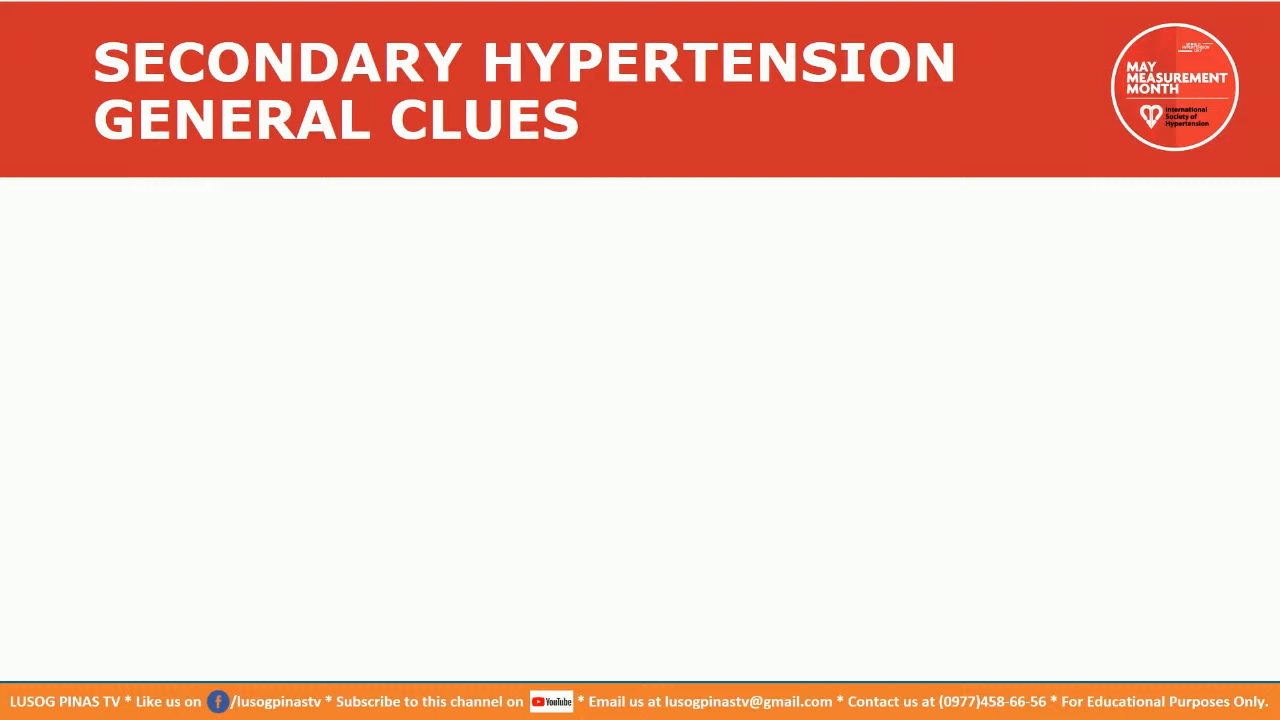 SECONDARY HYPERTENSION
GENERAL CLUES
MAY
MEASUREMENT
MONTH
International
Society of
Hypertension
LUSOG PINAS TV * Like us on f /lusogpinastv * Subscribe to this channel on YouTube * Email us at lusogpinastv@gmail.com * Contact us at (0977)458-66-56 * For Educational Purposes Only.